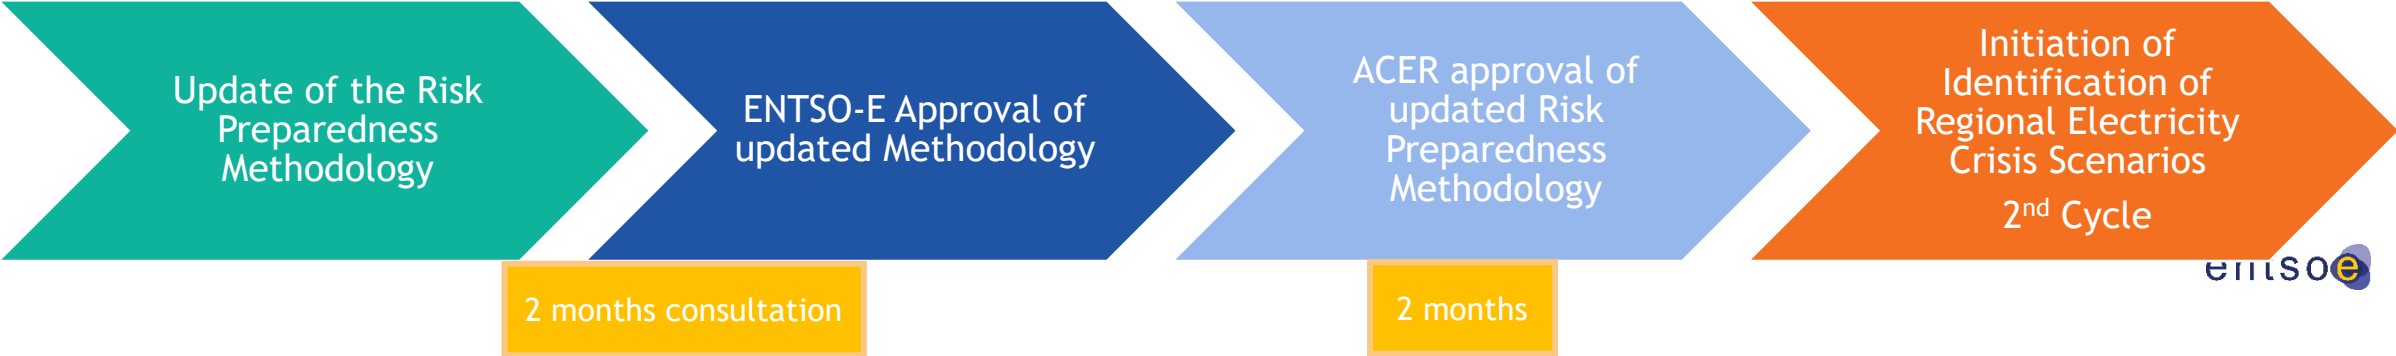 Update of the Risk
Preparedness
Methodology
ENTSO-E Approval of
updated Methodology
ACER approval of
updated Risk
Preparedness
Methodology
Initiation of
Identification of
Regional Electricity
Crisis Scenarios
2nd Cycle
2 months consultation
2 months
entsoe